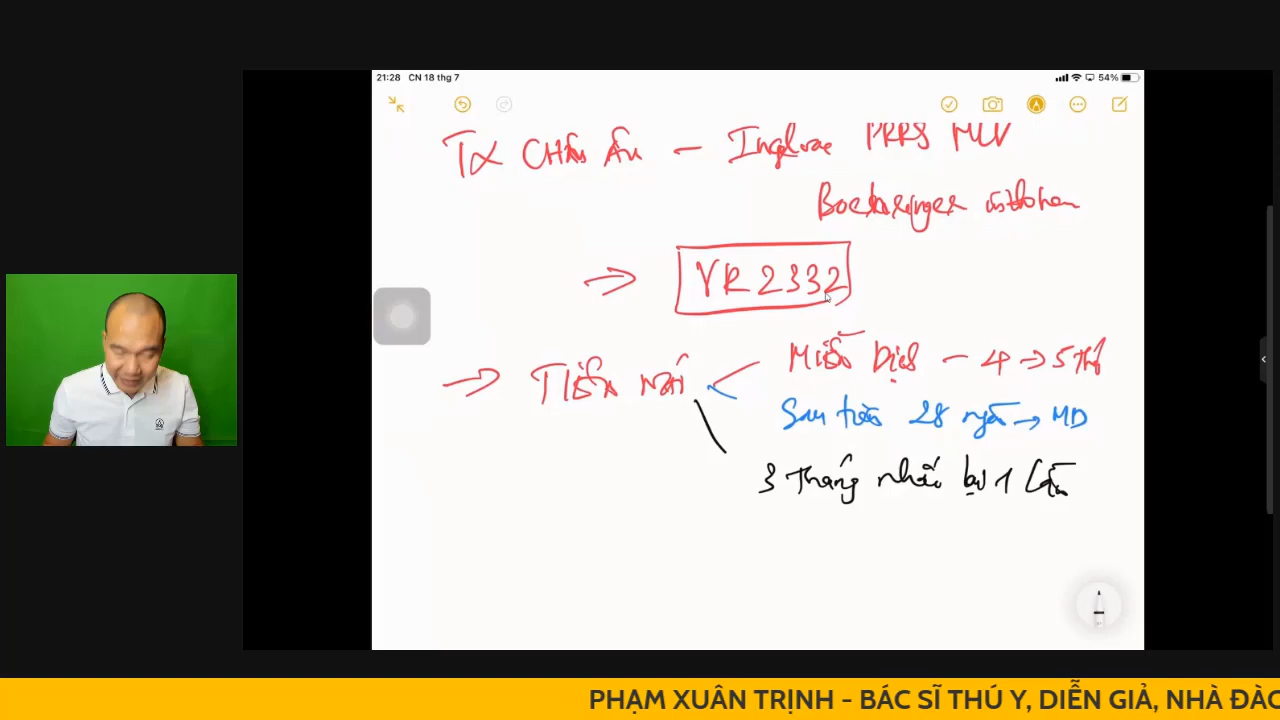 21:28 CN 18 thg 7
54%
TX CHÂU ÂU - Ingelvac PRRS MLV
Boehringer
⇒ VR 2332
→ TIÊM NÁI
MIỄN DỊCH - 4 → 5 Thg
Sau tiêm 28 ngày → MD
3 Tháng nhắc lại 1 lần
PHẠM XUÂN TRỊNH - BÁC SĨ THÚ Y, DIỄN GIẢ, NHÀ ĐÀO